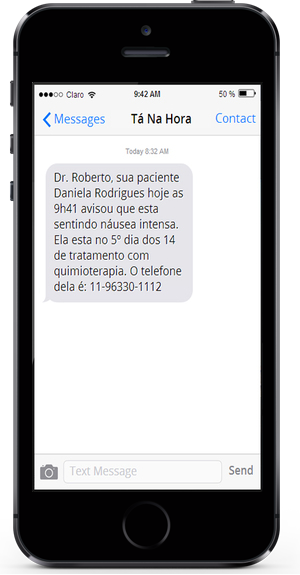 Claro 9:42 AM 50 %
Messages Tá Na Hora Contact
Today 8:32 AM
Dr. Roberto, sua paciente
Daniela Rodrigues hoje as
9h41 avisou que esta
sentindo náusea intensa.
Ela esta no 5º dia dos 14
de tratamento com
quimioterapia. O telefone
dela é: 11-96330-1112
Text Message Send